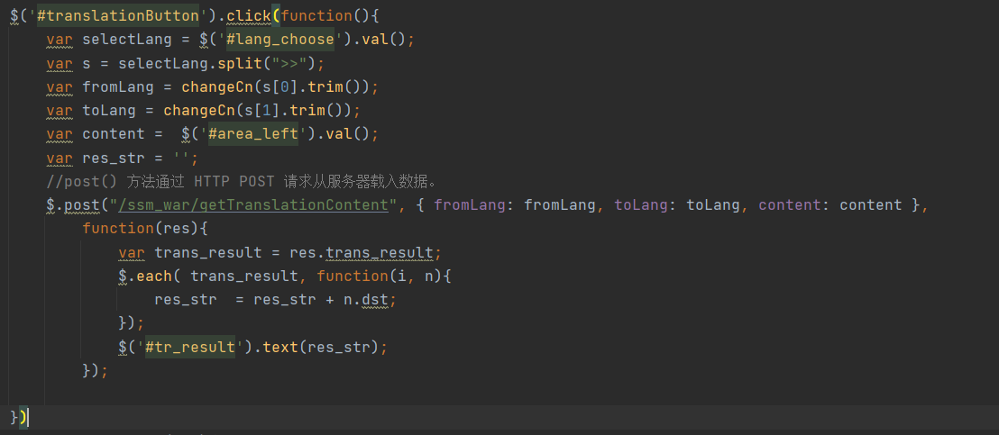 $('#translationButton').click(function(){
    var selectLang = $('#lang_choose').val();
    var s = selectLang.split(">>");
    var fromLang = changeCn(s[0].trim());
    var toLang = changeCn(s[1].trim());
    var content =  $('#area_left').val();
    var res_str = '';
    //post() 方法通过 HTTP POST 请求从服务器载入数据。
    $.post("/ssm_war/getTranslationContent", { fromLang: fromLang, toLang: toLang, content: content },
        function(res){
            var trans_result = res.trans_result;
            $.each( trans_result, function(i, n){
                res_str  = res_str + n.dst;
            });
            $('#tr_result').text(res_str);
        });
})